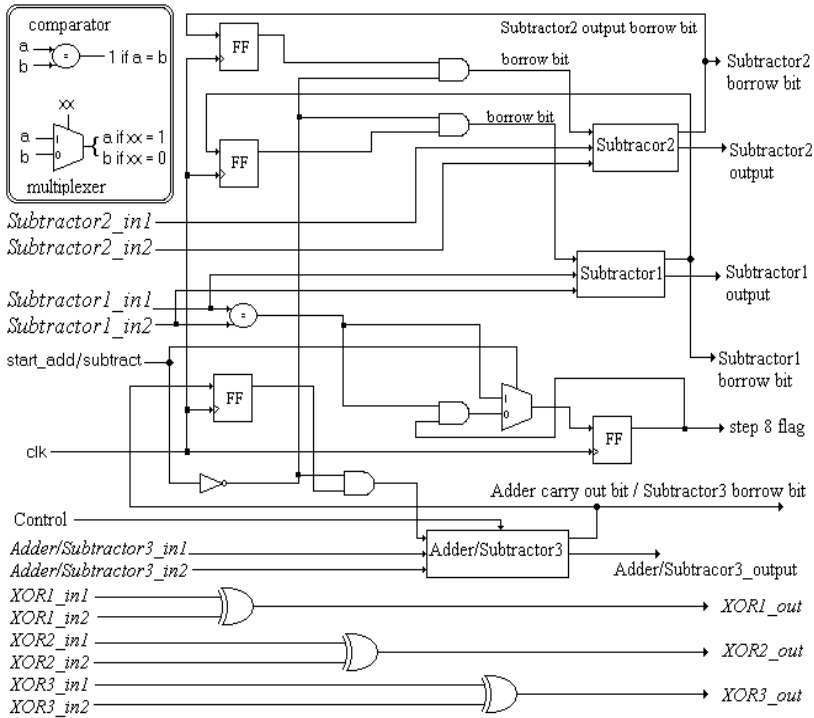 comparator
a
b
=
1 if a = b
xx
a
b
1
0
a if xx = 1
b if xx = 0
multiplexer
FF
Subtractor2 output borrow bit
borrow bit
Subtractor2
borrow bit
borrow bit
FF
Subtracor2
Subtractor2
output
Subtractor2_in1
Subtractor2_in2
Subtractor1
Subtractor1
output
Subtractor1_in1
Subtractor1_in2
=
start_add/subtract
Subtractor1
borrow bit
FF
1
0
FF
step 8 flag
clk
Adder carry out bit / Subtractor3 borrow bit
Control
Adder/Subtractor3_in1
Adder/Subtractor3_in2
Adder/Subtractor3
Adder/Subtracor3_output
XOR1_in1
XOR1_in2
XOR1_out
XOR2_in1
XOR2_in2
XOR2_out
XOR3_in1
XOR3_in2
XOR3_out